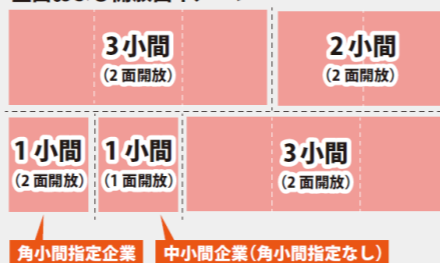 3小間
(2面開放)
2小間
(2面開放)
1小間
(2面開放)
1小間
(1面開放)
3小間
(2面開放)
角小間指定企業
中小間企業(角小間指定なし)